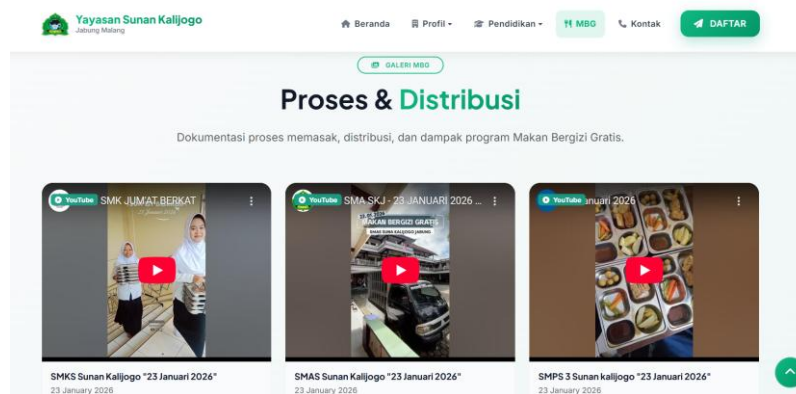 Yayasan Sunan Kalijogo
Jabung Malang
Beranda
Profil
Pendidikan
MBG
Kontak
DAFTAR
GALERI MBG
Proses & Distribusi
Dokumentasi proses memasak, distribusi, dan dampak program Makan Bergizi Gratis.
YouTube
SMK JUM'AT BERKAT
YouTube
SMA SKJ - 23 JANUARI 2026 ...
MAKAN BERGIZI GRATIS
YouTube
anuari 2026
SMKS Sunan Kalijogo "23 Januari 2026"
23 January 2026
SMAS Sunan Kalijogo "23 Januari 2026"
23 January 2026
SMPS 3 Sunan kalijogo "23 Januari 2026"
23 January 2026